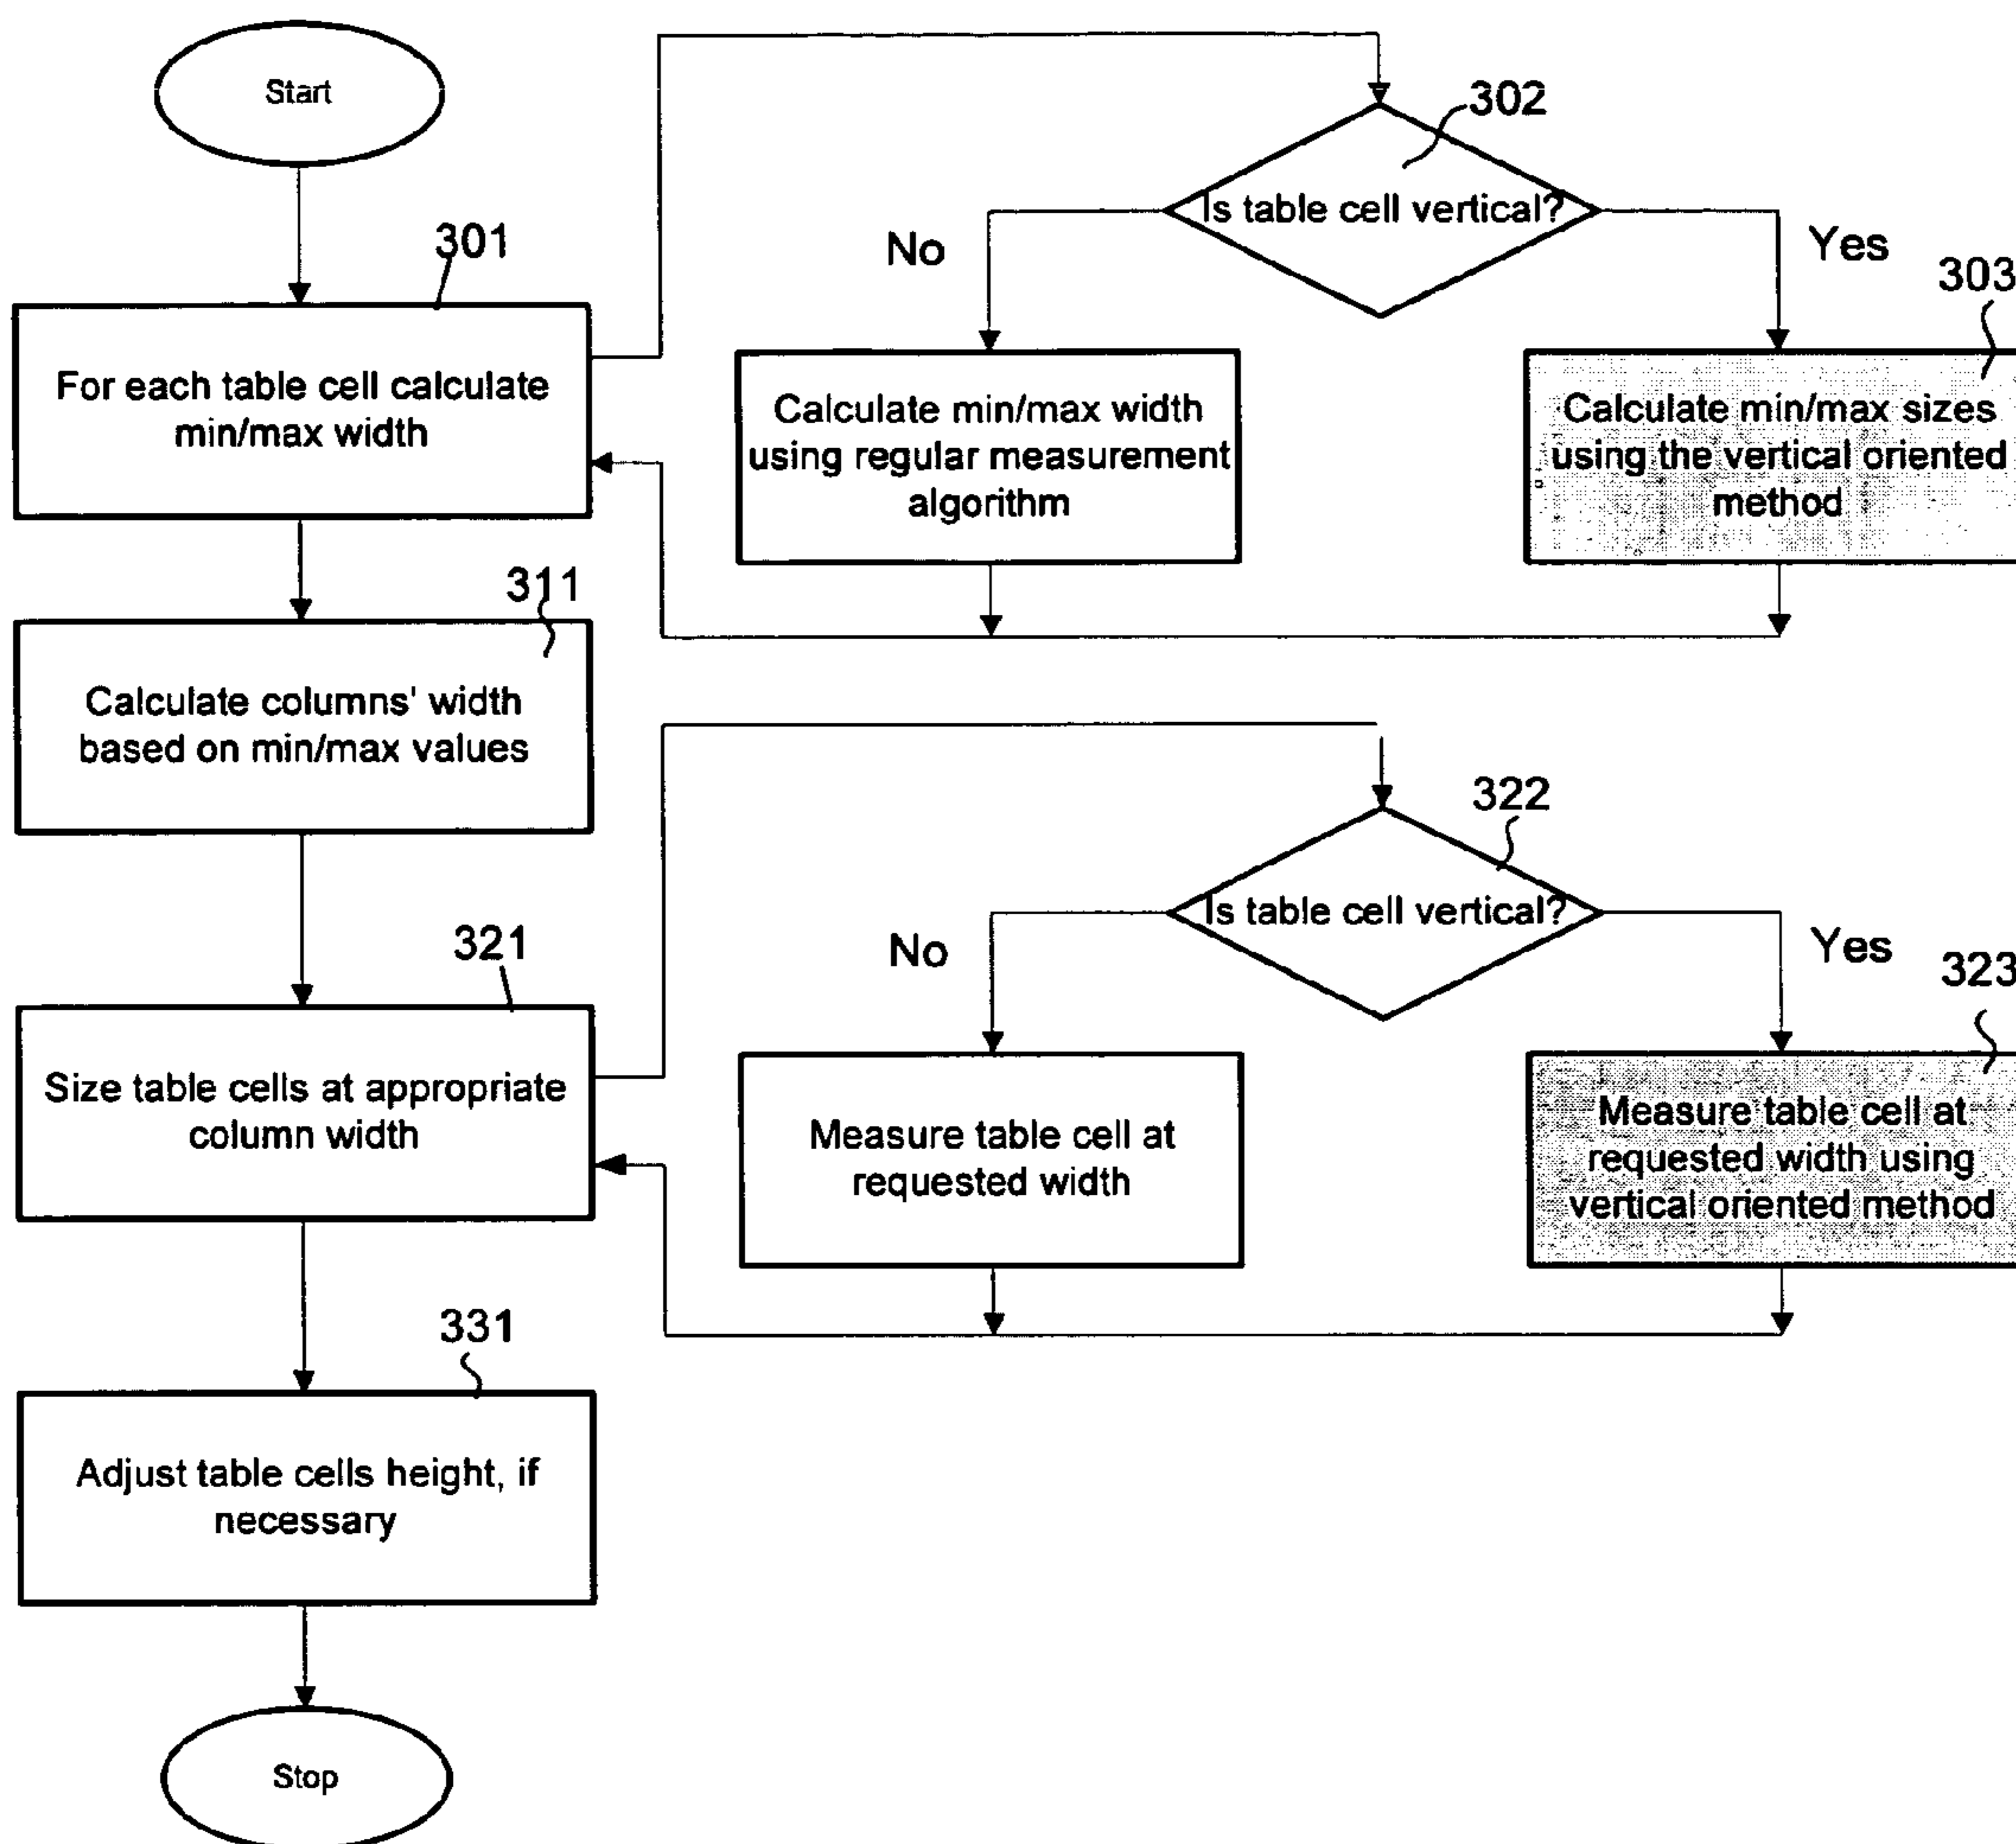 Start
301
For each table cell calculate
min/max width
302
Is table cell vertical?
No
Yes
Calculate min/max width
using regular measurement
algorithm
303
Calculate min/max sizes
using the vertical oriented
method
311
Calculate columns' width
based on min/max values
321
Size table cells at appropriate
column width
322
Is table cell vertical?
No
Yes
Measure table cell at
requested width
323
Measure table cell at
requested width using
vertical oriented method
331
Adjust table cells height, if
necessary
Stop